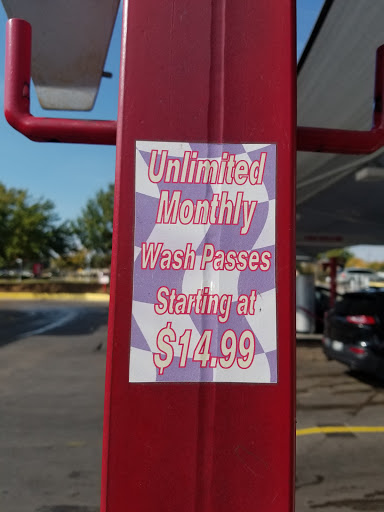 Unlimited
Monthly
Wash Passes
Starting at
$14.99